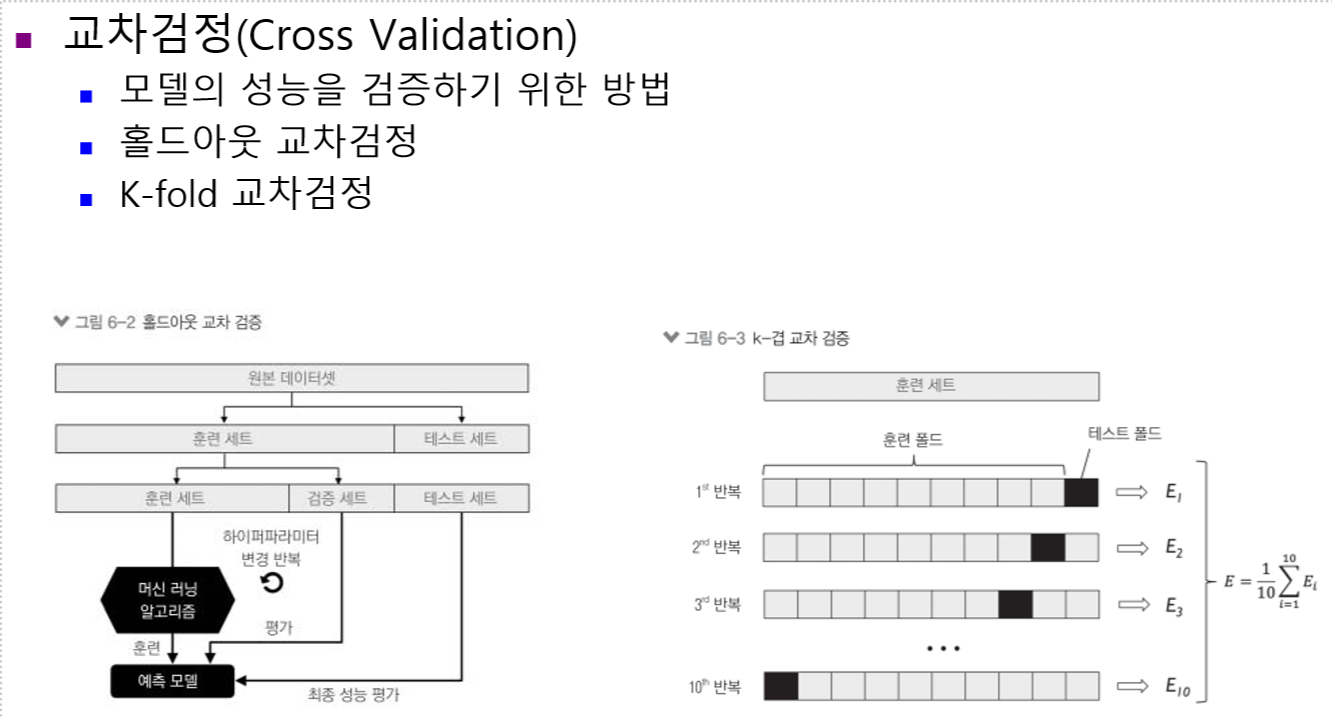 교차검정(Cross Validation)
모델의 성능을 검증하기 위한 방법
홀드아웃 교차검정
K-fold 교차검정
그림 6-2 홀드아웃 교차 검증
원본 데이터셋
훈련 세트
테스트 세트
훈련 세트
검증 세트
테스트 세트
하이퍼파라미터
변경 반복
머신 러닝
알고리즘
평가
훈련
예측 모델
최종 성능 평가
그림 6-3 k-겹 교차 검증
훈련 세트
훈련 폴드
테스트 폴드
1st 반복
E1
2nd 반복
E2
3rd 반복
E3
• • •
10th 반복
E10
E = 1/10 ∑_{i=1}^{10} Ei